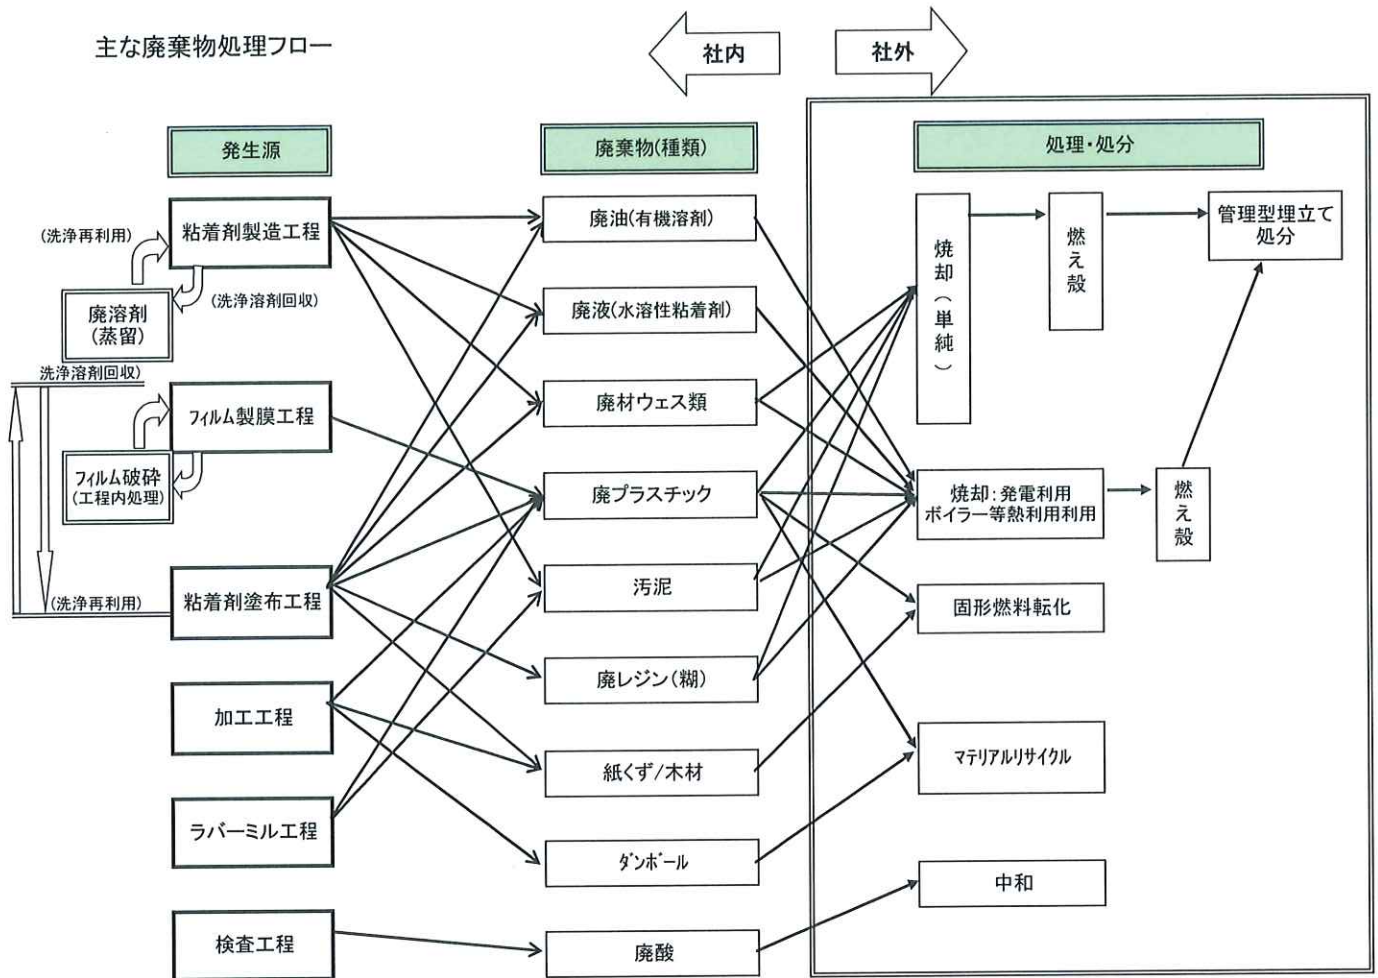 主な廃棄物処理フロー
社内
社外
発生源
廃棄物(種類)
処理・処分
粘着剤製造工程
(洗浄再利用)
(洗浄溶剤回収)
廃溶剤
(蒸留)
洗浄溶剤回収)
フィルム製膜工程
フィルム破砕
(工程内処理)
(洗浄再利用)
粘着剤塗布工程
加工工程
ラバーミル工程
検査工程
廃油(有機溶剤)
廃液(水溶性粘着剤)
廃材ウェス類
廃プラスチック
汚泥
廃レジン(糊)
紙くず/木材
ダンボール
廃酸
焼却(単純)
燃え殻
管理型埋立て
処分
焼却:発電利用
ボイラー等熱利用利用
燃え殻
固形燃料転化
マテリアルリサイクル
中和